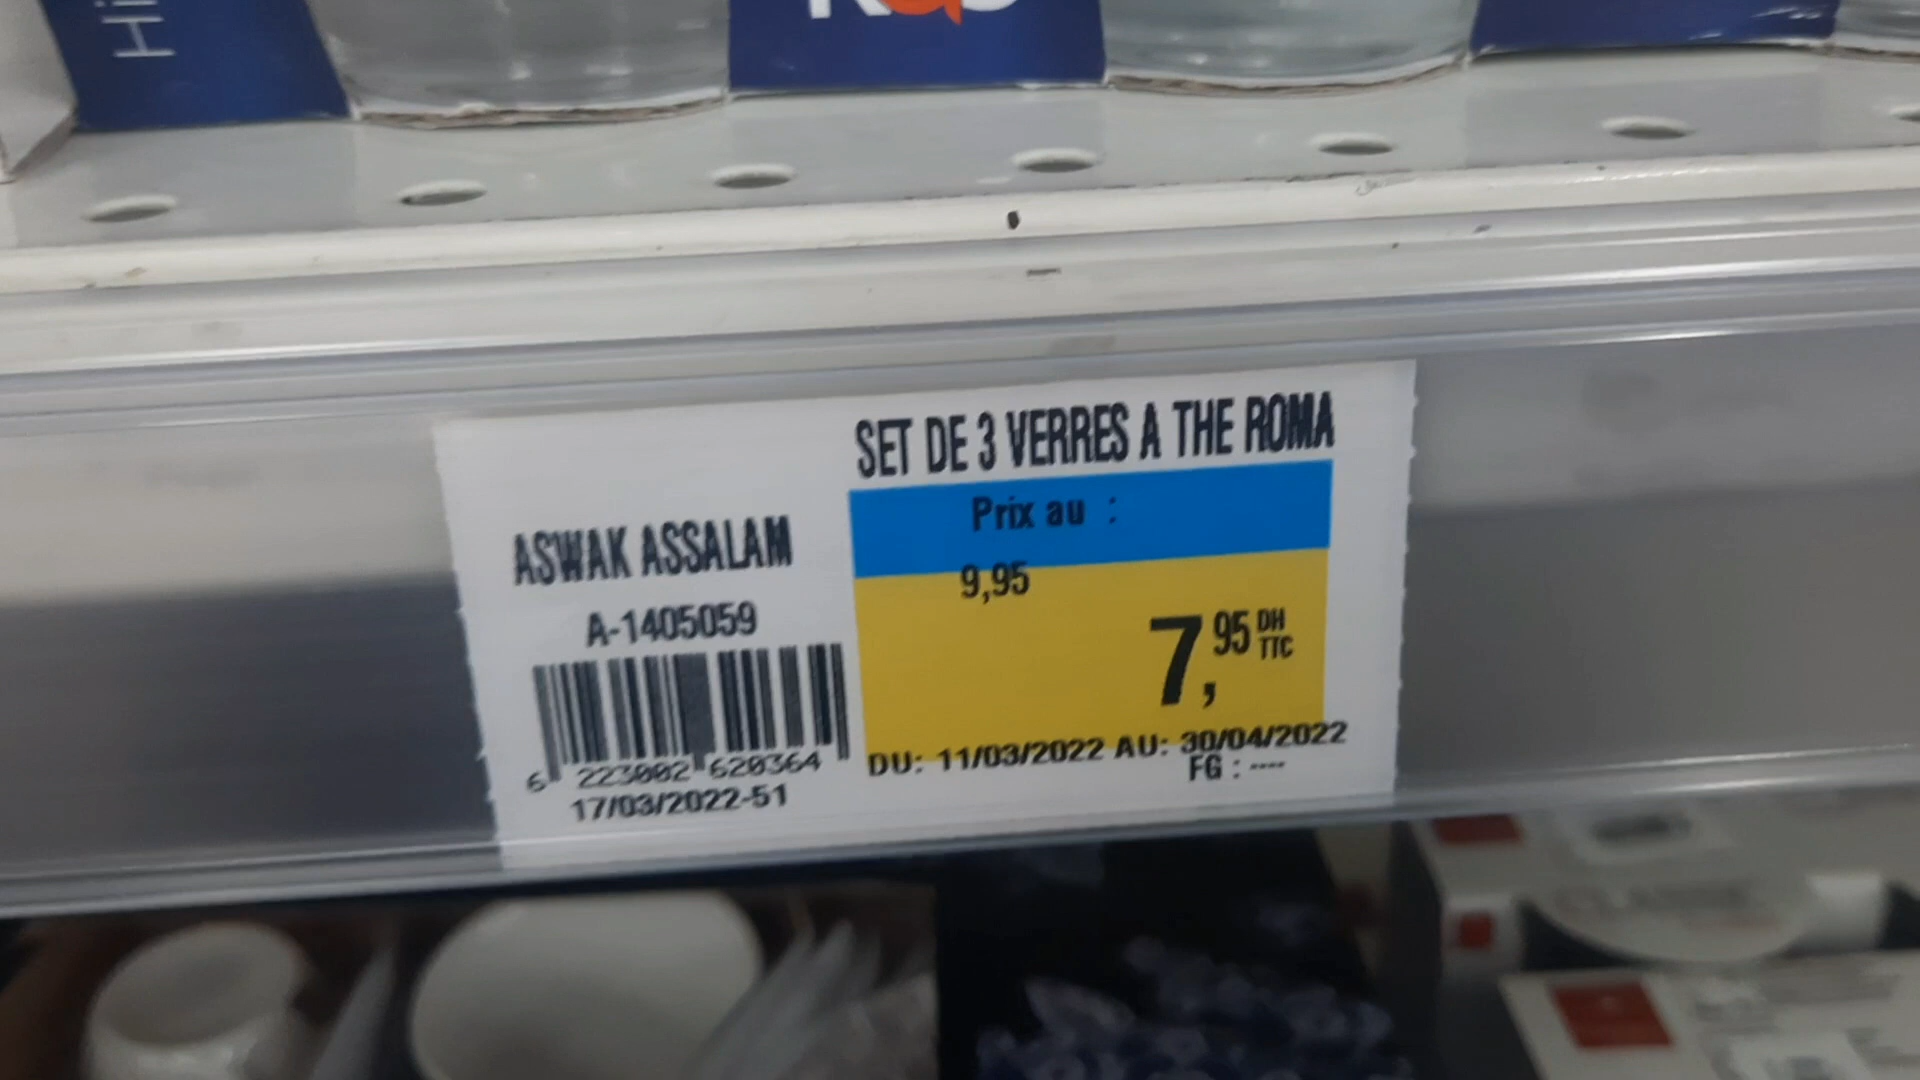 Hi
SET DE 3 VERRES A THE ROMA
Prix au :
9,95
7,95 DH
TTC
ASWAK ASSALAM
A-1405059
6 223002 620364
17/03/2022-51
DU: 11/03/2022 AU: 30/04/2022
FG : ----